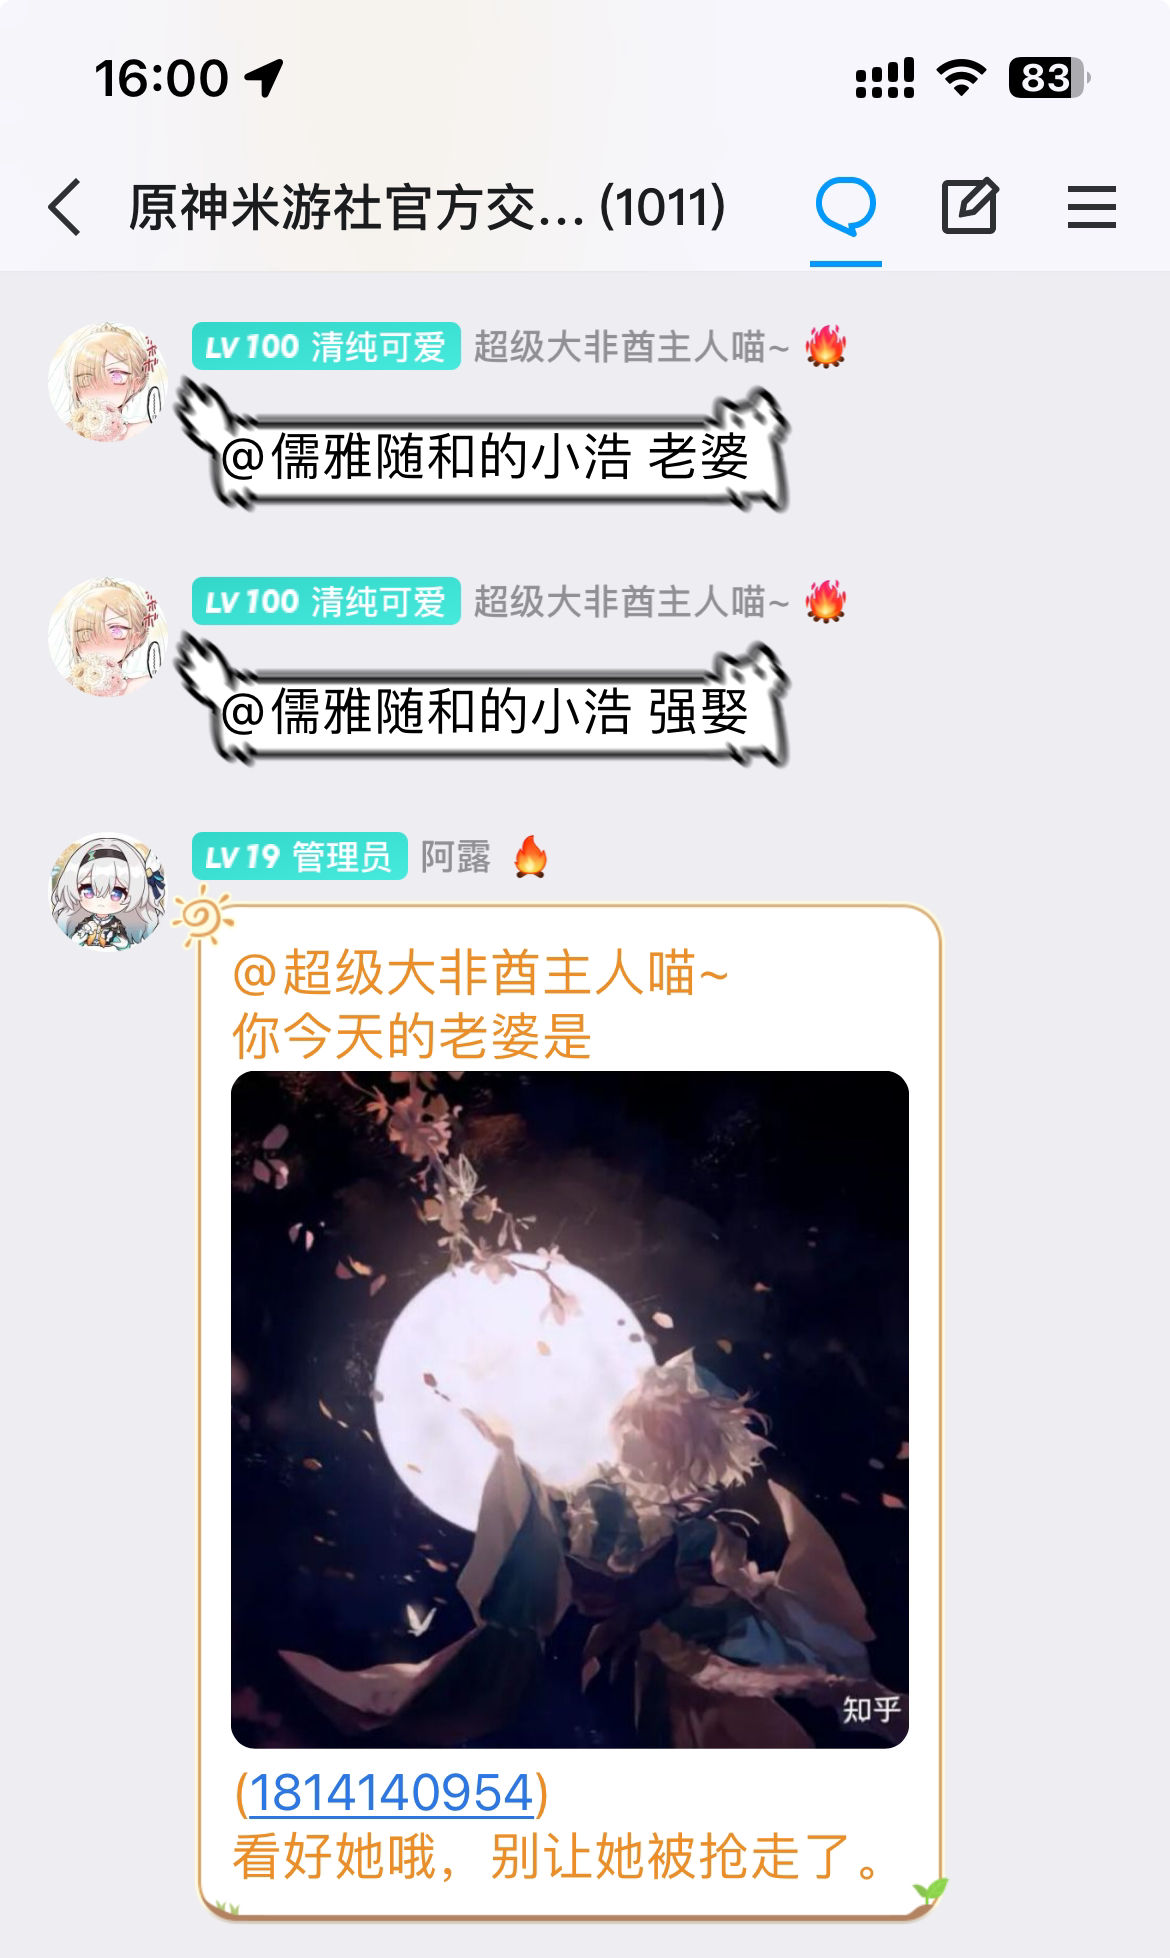 16:00
83
原神米游社官方交... (1011)
LV 100 清纯可爱 超级大非酋主人喵~
@儒雅随和的小浩 老婆
LV 100 清纯可爱 超级大非酋主人喵~
@儒雅随和的小浩 强娶
LV 19 管理员 阿露
@超级大非酋主人喵~
你今天的老婆是
知乎
(1814140954)
看好她哦，别让她被抢走了。